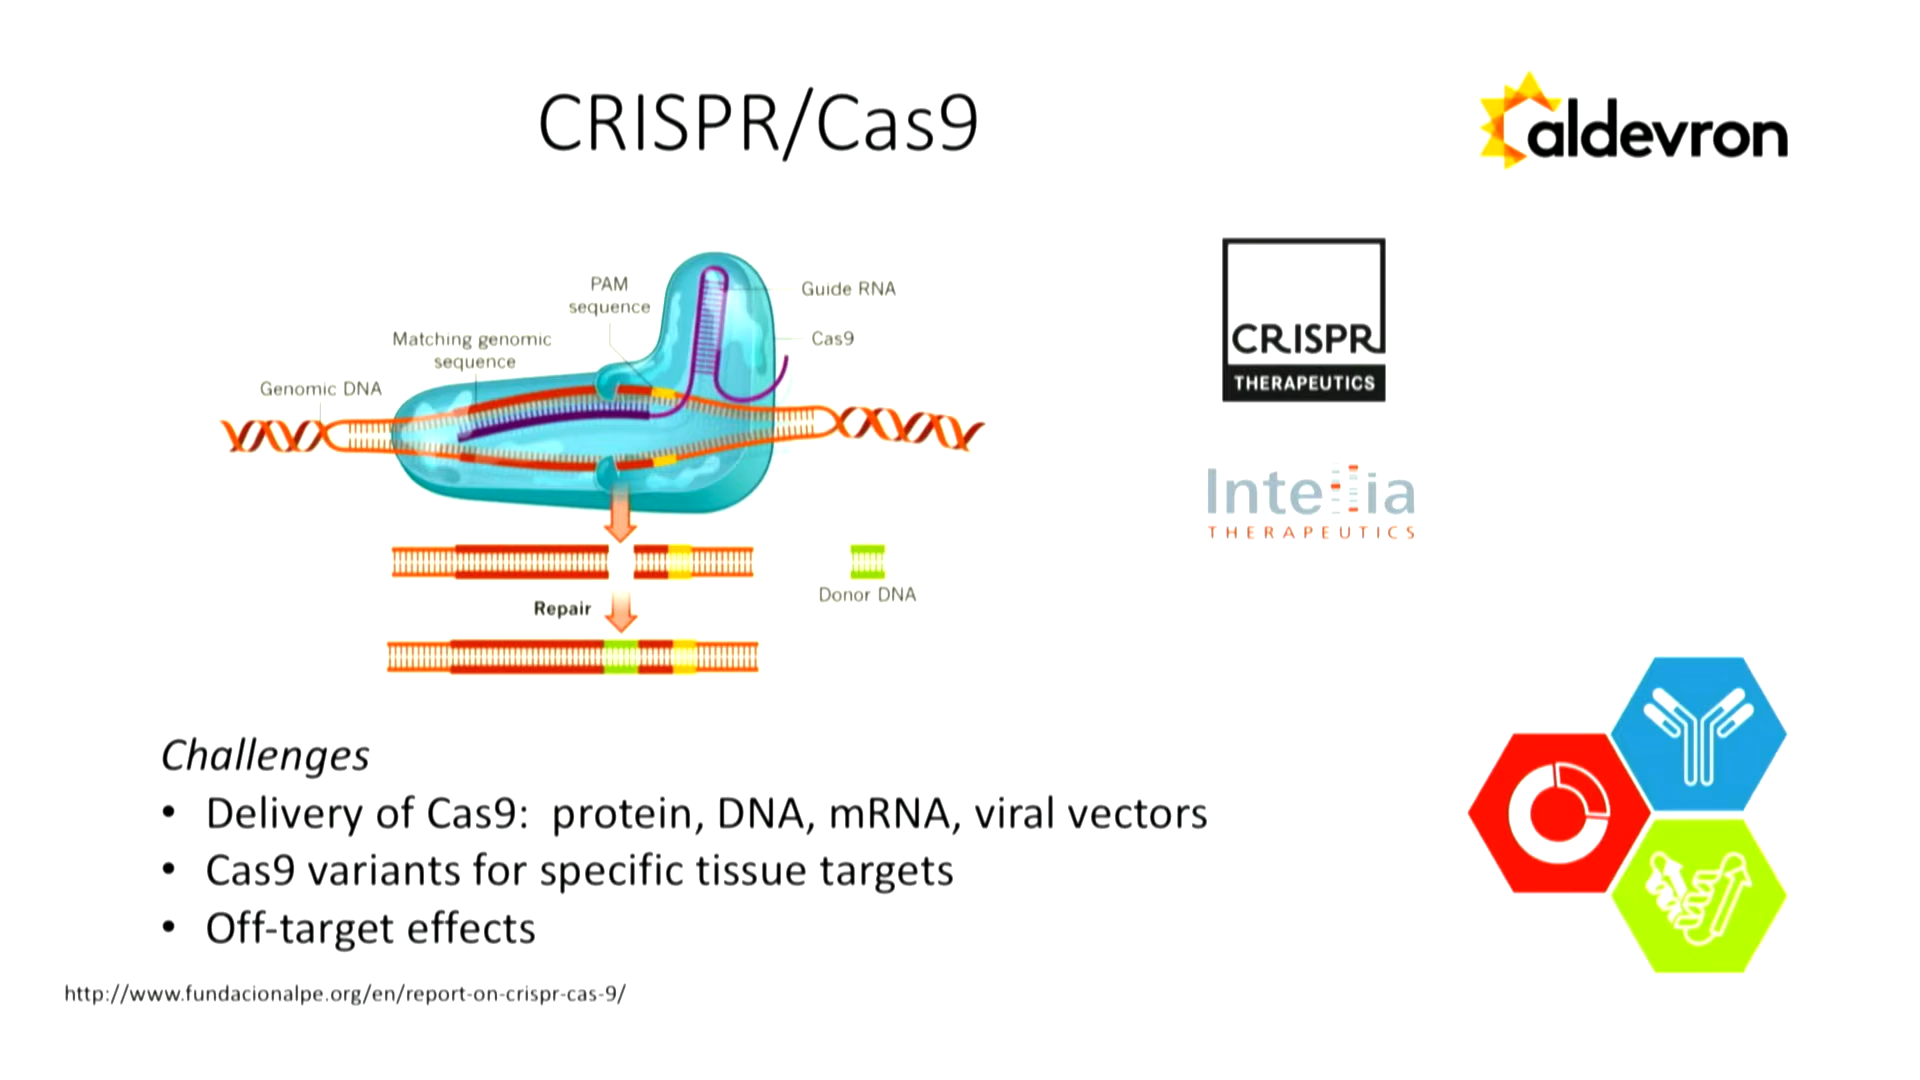 CRISPR/Cas9
aldevron
PAM
sequence
Guide RNA
Matching genomic
sequence
Cas9
Genomic DNA
CRISPR
THERAPEUTICS
Intellia
THERAPEUTICS
Donor DNA
Repair
Challenges
• Delivery of Cas9:  protein, DNA, mRNA, viral vectors
• Cas9 variants for specific tissue targets
• Off-target effects
http://www.fundacionalpe.org/en/report-on-crispr-cas-9/